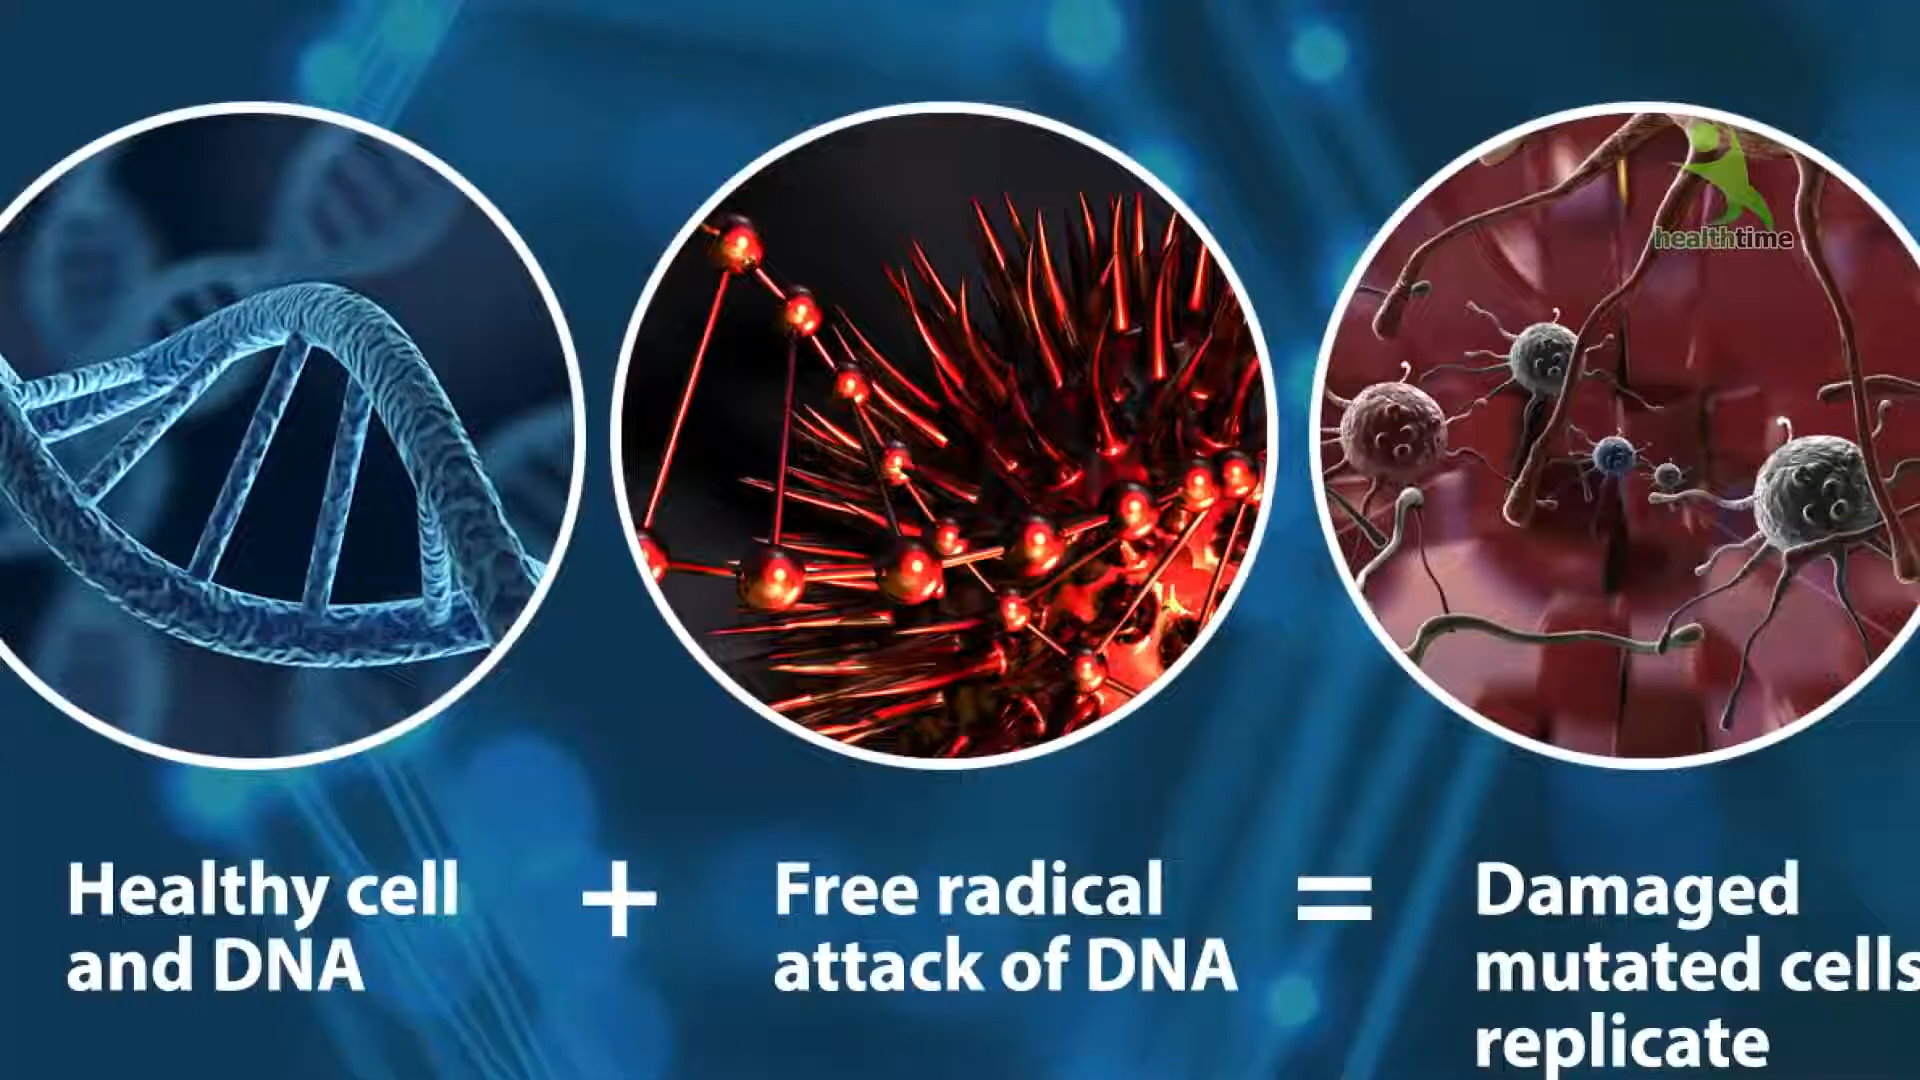 healthtime
Healthy cell
and DNA
+
Free radical
attack of DNA
=
Damaged
mutated cells
replicate